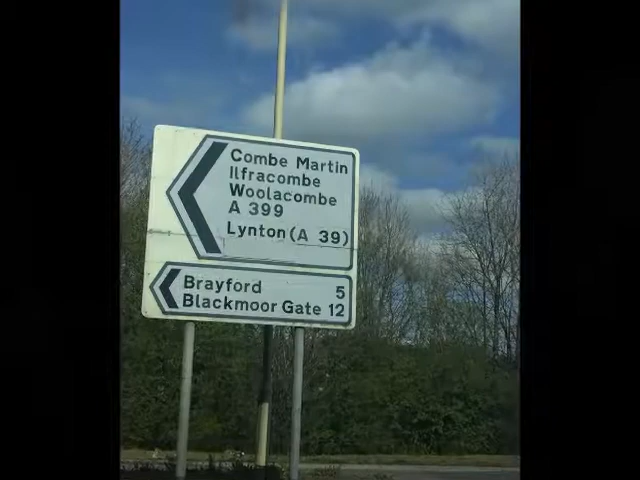 Combe Martin
Ilfracombe
Woolacombe
A 399
Lynton (A 39)
Brayford 5
Blackmoor Gate 12